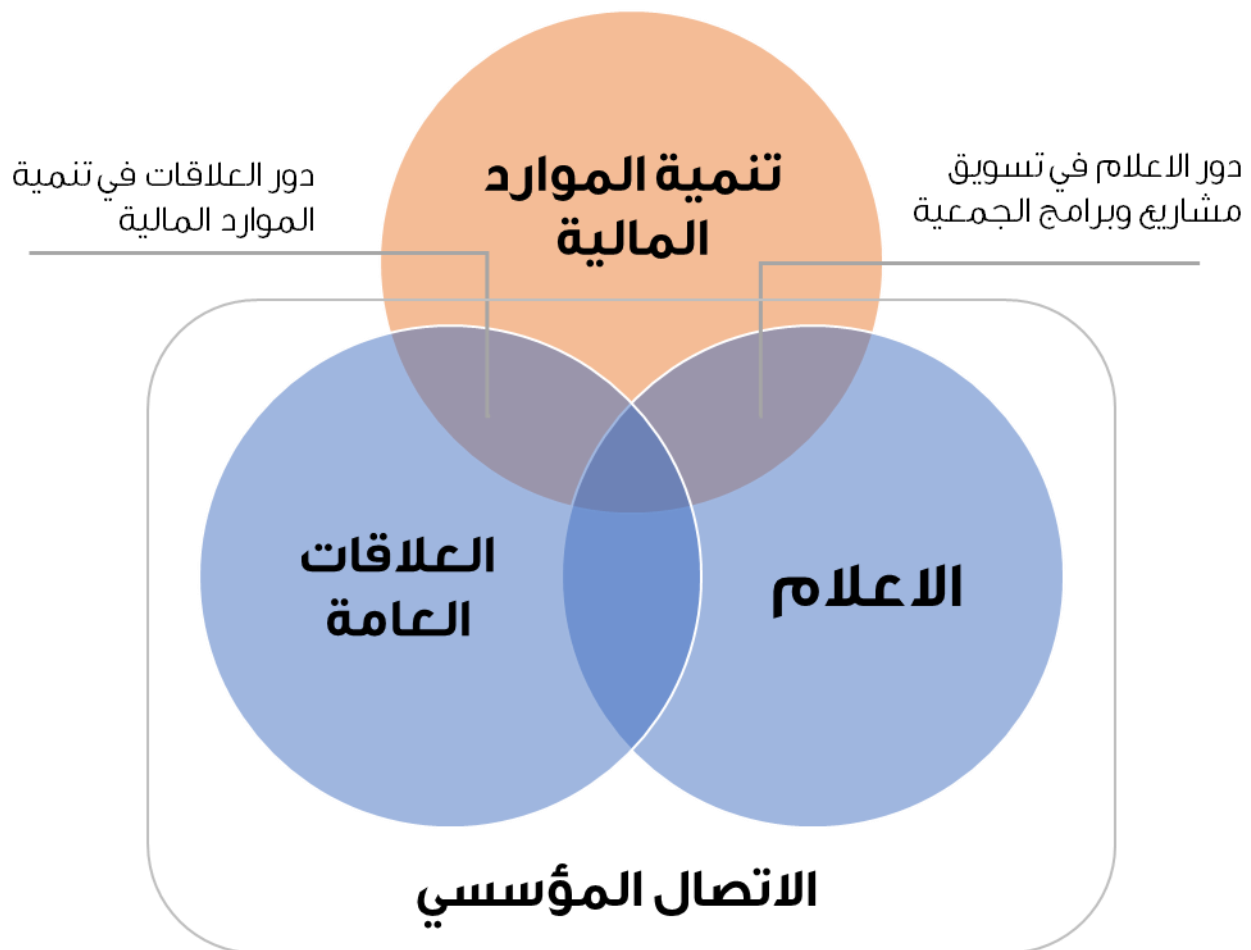 تنمية الموارد
المالية
دور الاعلام في تسويق
مشاريع وبرامج الجمعية
دور العلاقات في تنمية
الموارد المالية
الاعلام
العلاقات
العامة
الاتصال المؤسسي